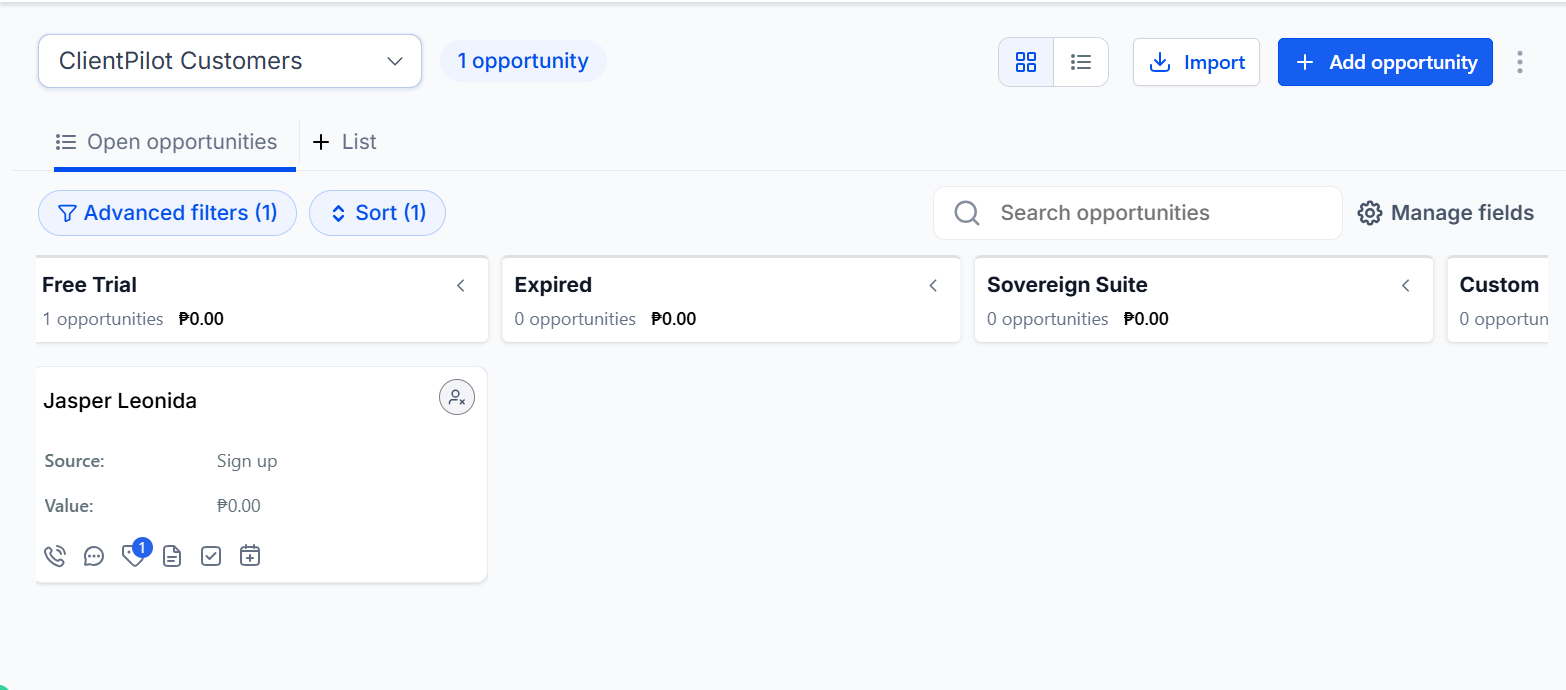 ClientPilot Customers
1 opportunity
Import
Add opportunity
Open opportunities
List
Advanced filters (1)
Sort (1)
Search opportunities
Manage fields
Free Trial
1 opportunities ₱0.00
Expired
0 opportunities ₱0.00
Sovereign Suite
0 opportunities ₱0.00
Custom
0 opportun
Jasper Leonida
Source: Sign up
Value: ₱0.00
1